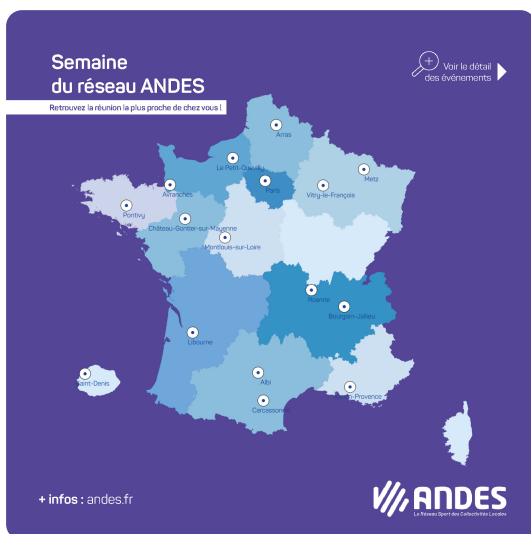 Semaine
du réseau ANDES
Retrouvez la réunion la plus proche de chez vous !
Voir le détail
des événements
Arras
Le Petit-Quevilly
Metz
Paris
Avranches
Vitry-le-François
Pontivy
Château-Gontier-sur-Mayenne
Montlouis-sur-Loire
Roanne
Bourgoin-Jallieu
Libourne
Albi
Saint-Denis
Carcassonne
+ infos : andes.fr
ANDES
Le Réseau Sport des Collectivités Locales